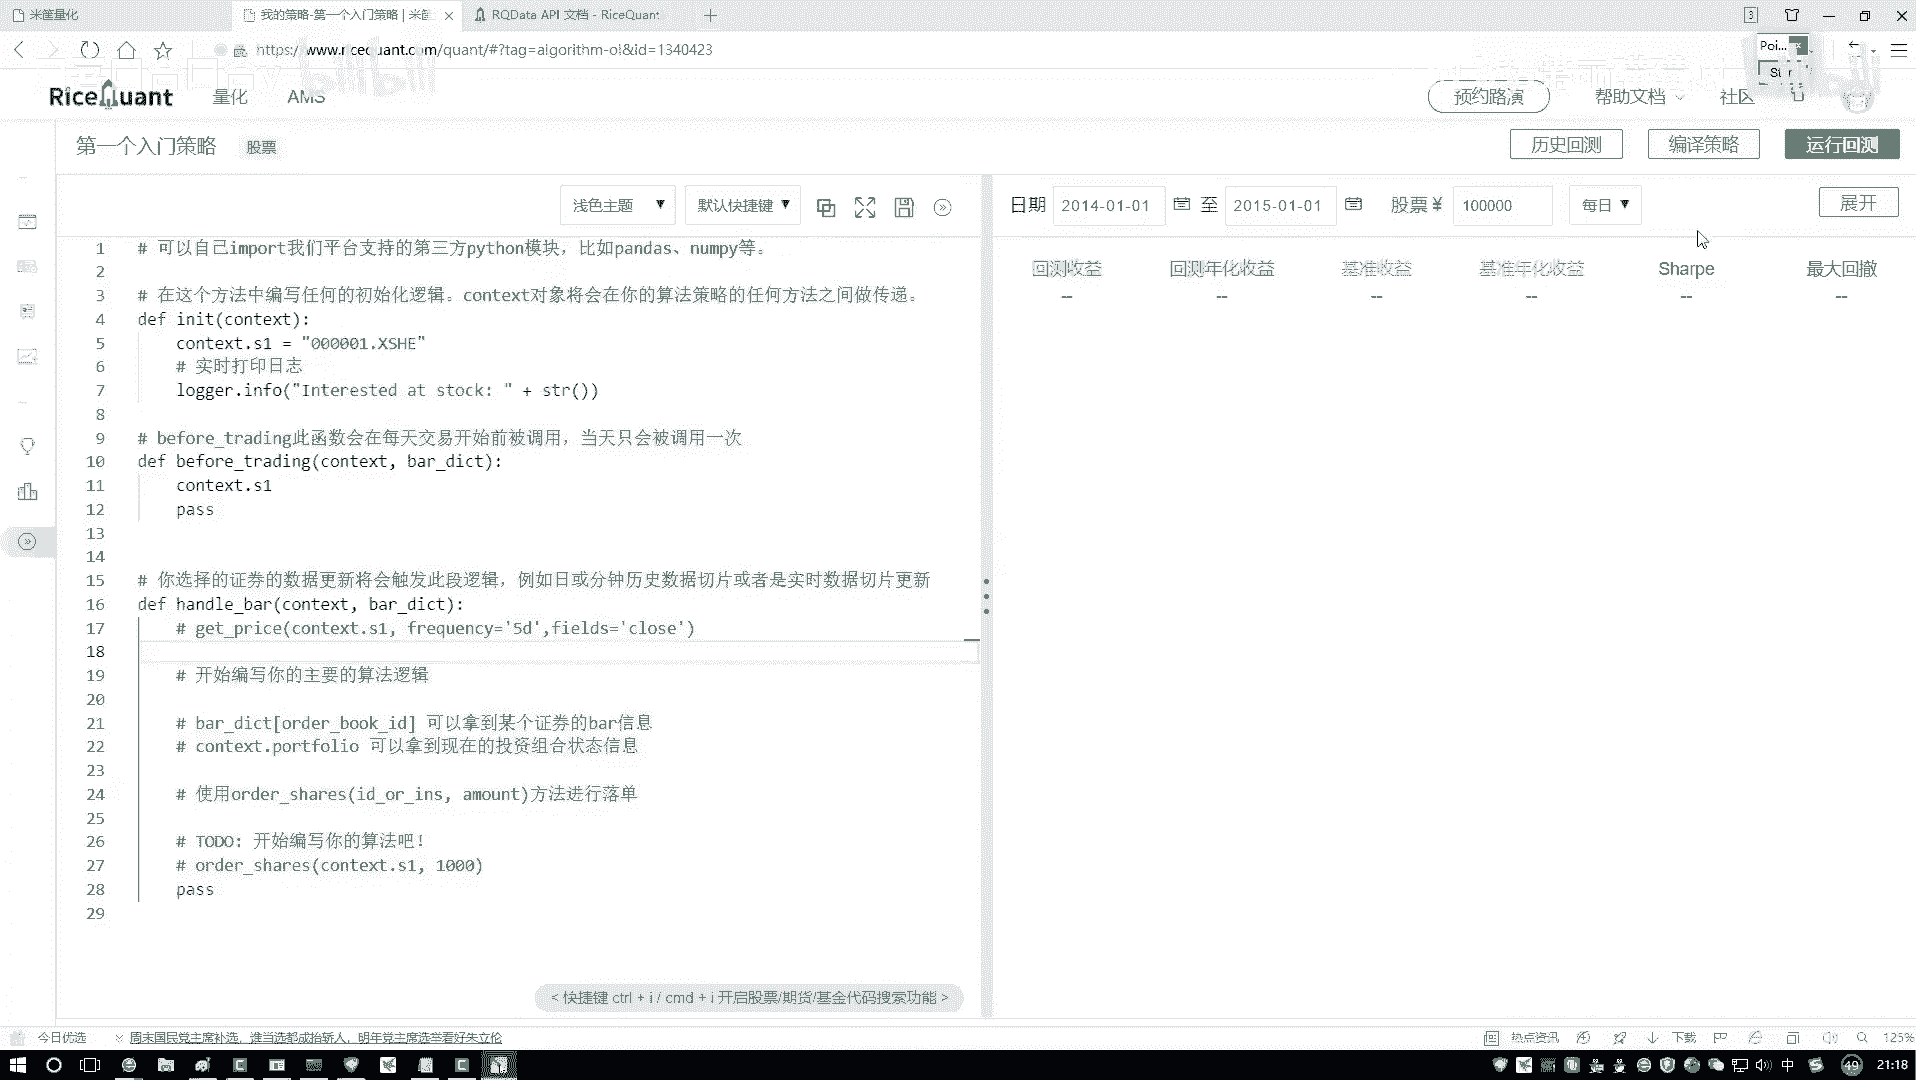 米筐量化
我的策略-第一个入门策略 | 米筐
RQData API 文档 - RiceQuant
3
https://www.ricequant.com/quant/#?tag=algorithm-ol&id=1340423
Poi...
RiceQuant
量化
AMS
预约路演
帮助文档
社区
第一个入门策略
股票
历史回测
编译策略
运行回测
浅色主题
默认快捷键
日期 2014-01-01 至 2015-01-01 股票¥ 100000 每日
展开
回测收益 回测年化收益 基准收益 基准年化收益 Sharpe 最大回撤
-- -- -- -- -- --
1 # 可以自己import我们平台支持的第三方python模块，比如pandas、numpy等。
2
3 # 在这个方法中编写任何的初始化逻辑。context对象将会在你的算法策略的任何方法之间做传递。
4 def init(context):
5 context.s1 = "000001.XSHE"
6 # 实时打印日志
7 logger.info("Interested at stock: " + str())
8
9 # before_trading此函数会在每天交易开始前被调用，当天只会被调用一次
10 def before_trading(context, bar_dict):
11 context.s1
12 pass
13
14
15 # 你选择的证券的数据更新将会触发此段逻辑，例如日或分钟历史数据切片或者是实时数据切片更新
16 def handle_bar(context, bar_dict):
17 # get_price(context.s1, frequency='5d',fields='close')
18
19 # 开始编写你的主要的算法逻辑
20
21 # bar_dict[order_book_id] 可以拿到某个证券的bar信息
22 # context.portfolio 可以拿到现在的投资组合状态信息
23
24 # 使用order_shares(id_or_ins, amount)方法进行落单
25
26 # TODO: 开始编写你的算法吧！
27 # order_shares(context.s1, 1000)
28 pass
29
< 快捷键 ctrl + i / cmd + i 开启股票/期货/基金代码搜索功能 >
今日优选
周末国民党主席补选，谁当选都成抬轿人，明年党主席选举看好朱立伦
热点资讯
下载
125%
中
49
21:18